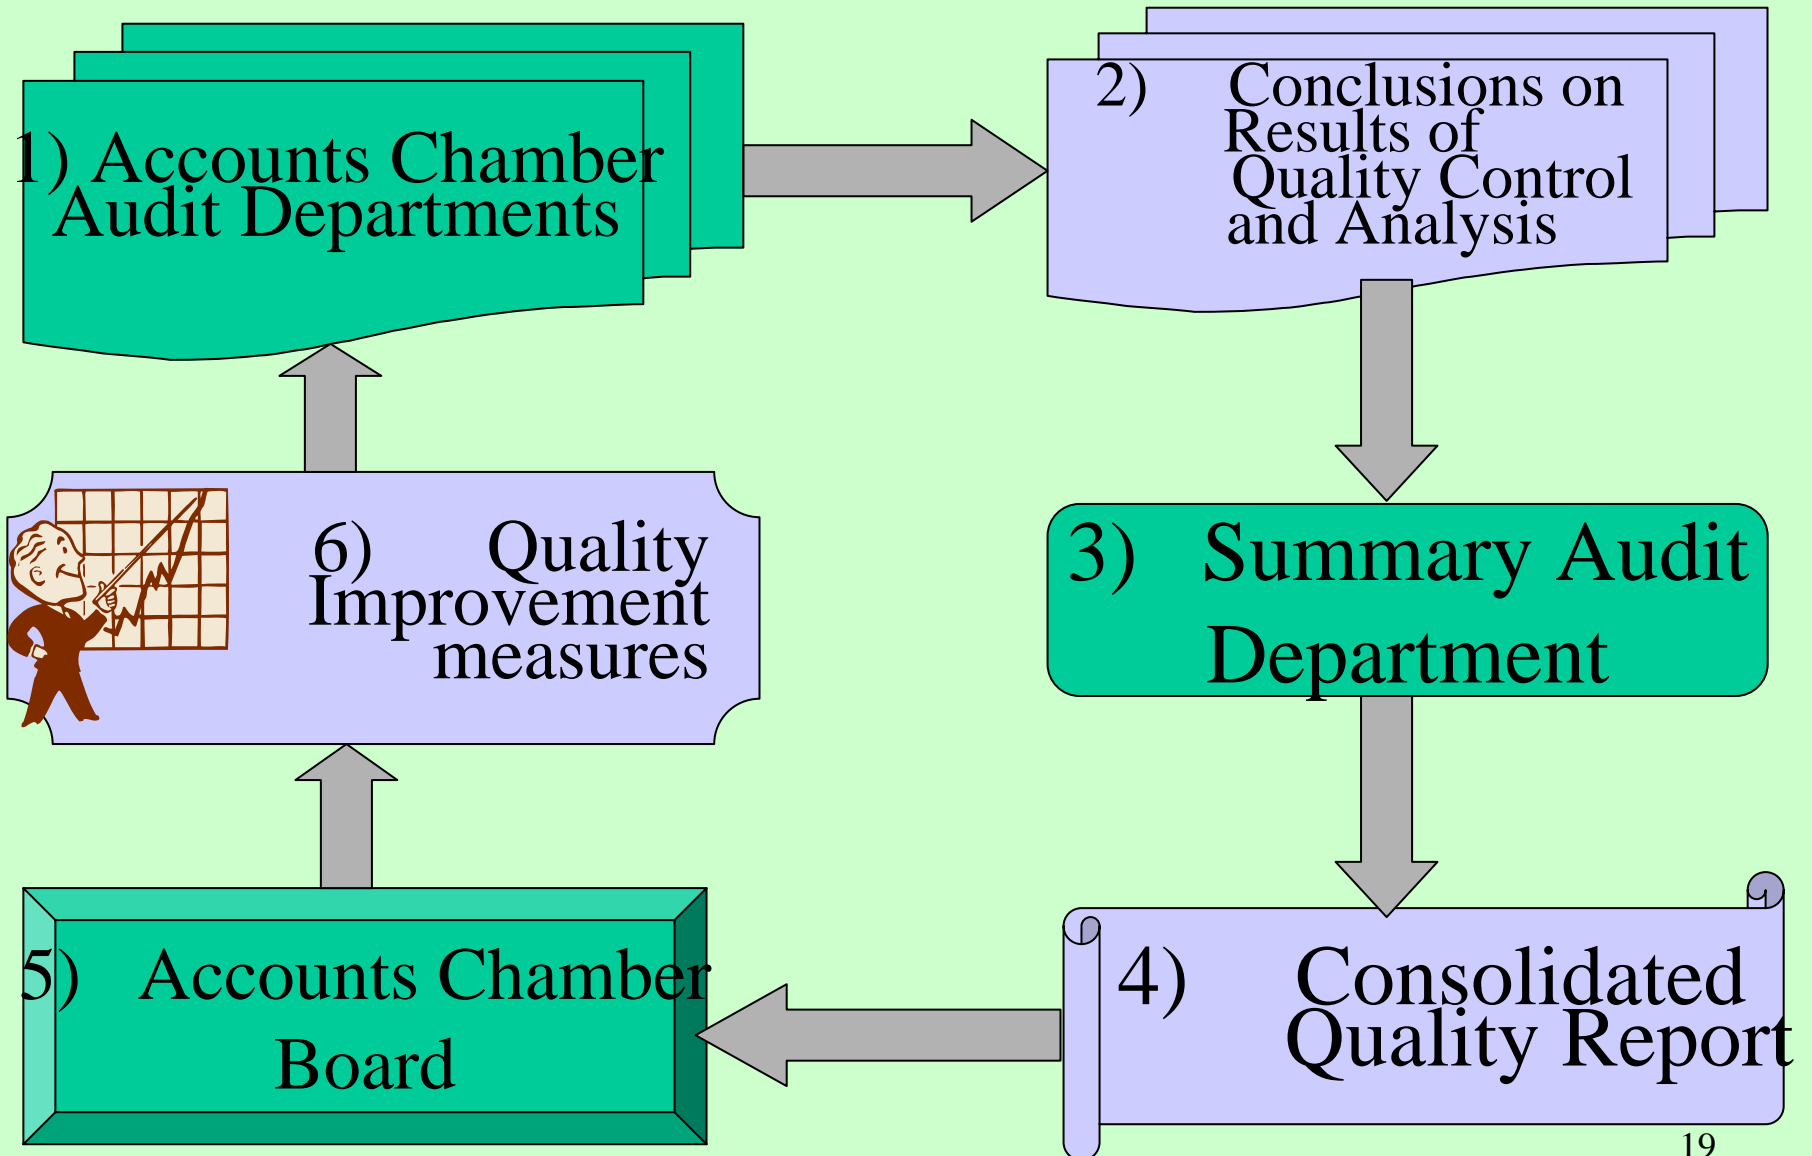 1) Accounts Chamber
Audit Departments
2) Conclusions on
Results of
Quality Control
and Analysis
3) Summary Audit
Department
4) Consolidated
Quality Report
5) Accounts Chamber
Board
6) Quality
Improvement
measures
19